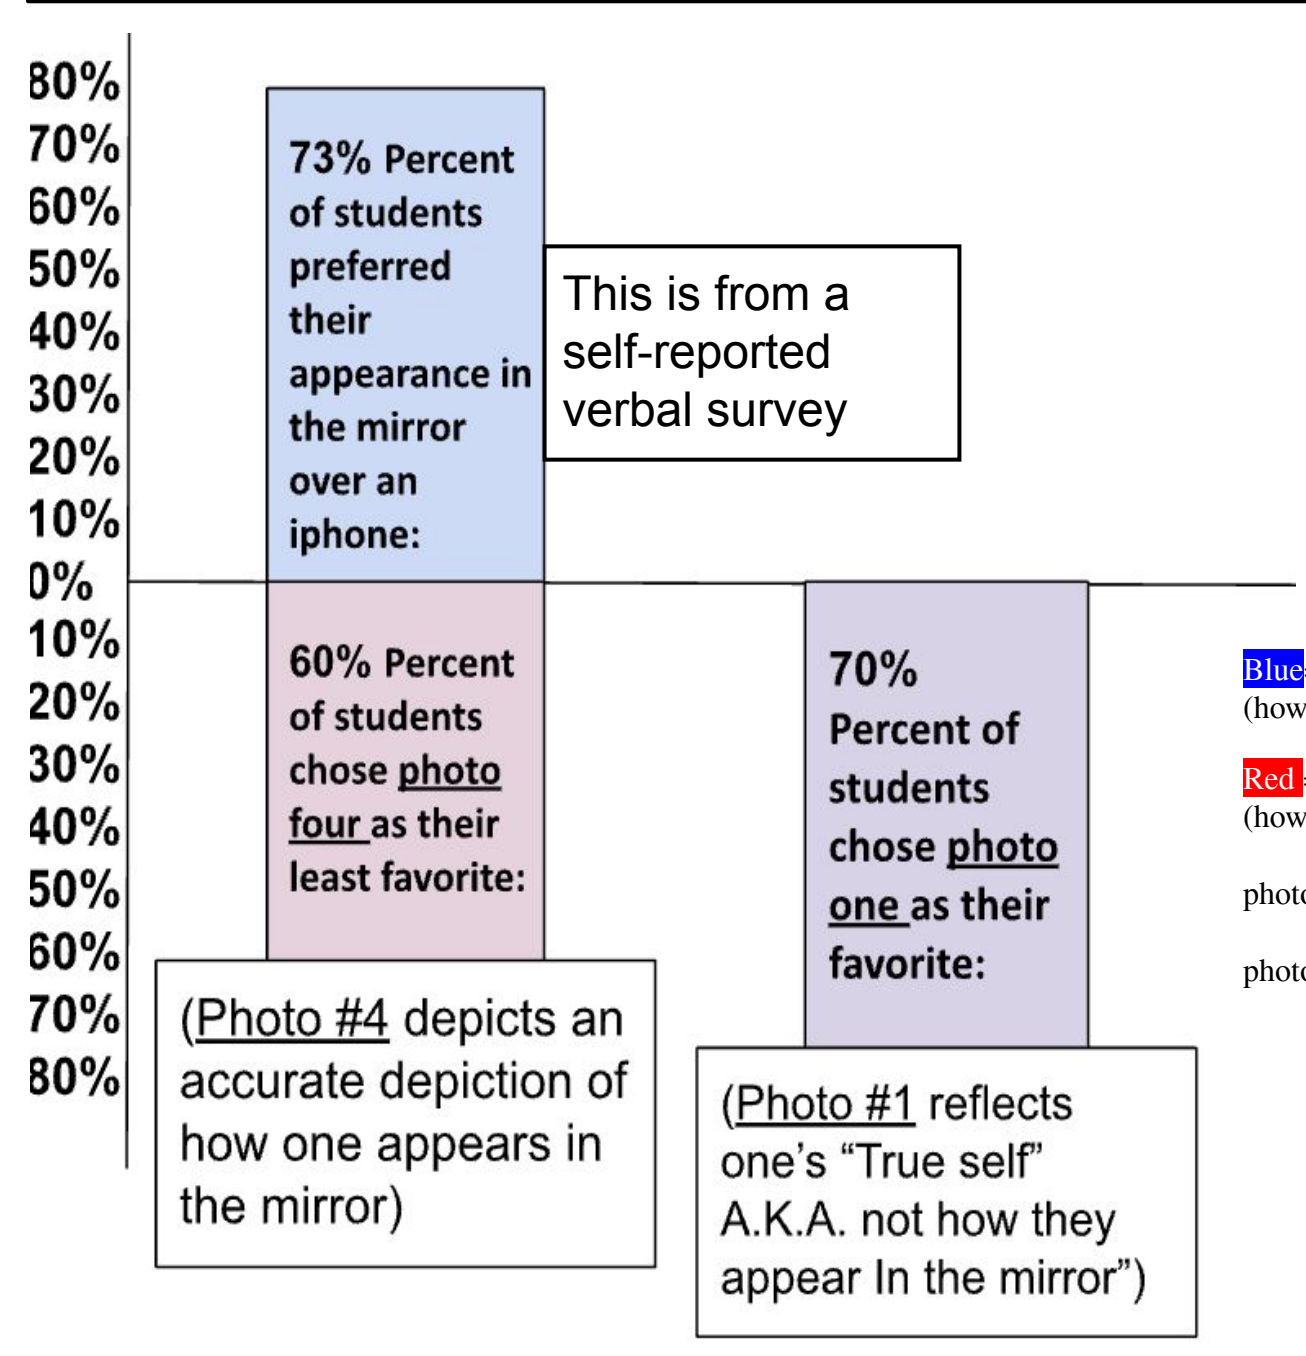 80%
70%
60%
50%
40%
30%
20%
10%
0%
10%
20%
30%
40%
50%
60%
70%
80%
73% Percent
of students
preferred
their
appearance in
the mirror
over an
iphone:
This is from a
self-reported
verbal survey
60% Percent
of students
chose photo
four as their
least favorite:
(Photo #4 depicts an
accurate depiction of
how one appears in
the mirror)
70%
Percent of
students
chose photo
one as their
favorite:
(Photo #1 reflects
one's “True self”
A.K.A. not how they
appear In the mirror”)
Blue=
(how
Red =
(how
photo
photo